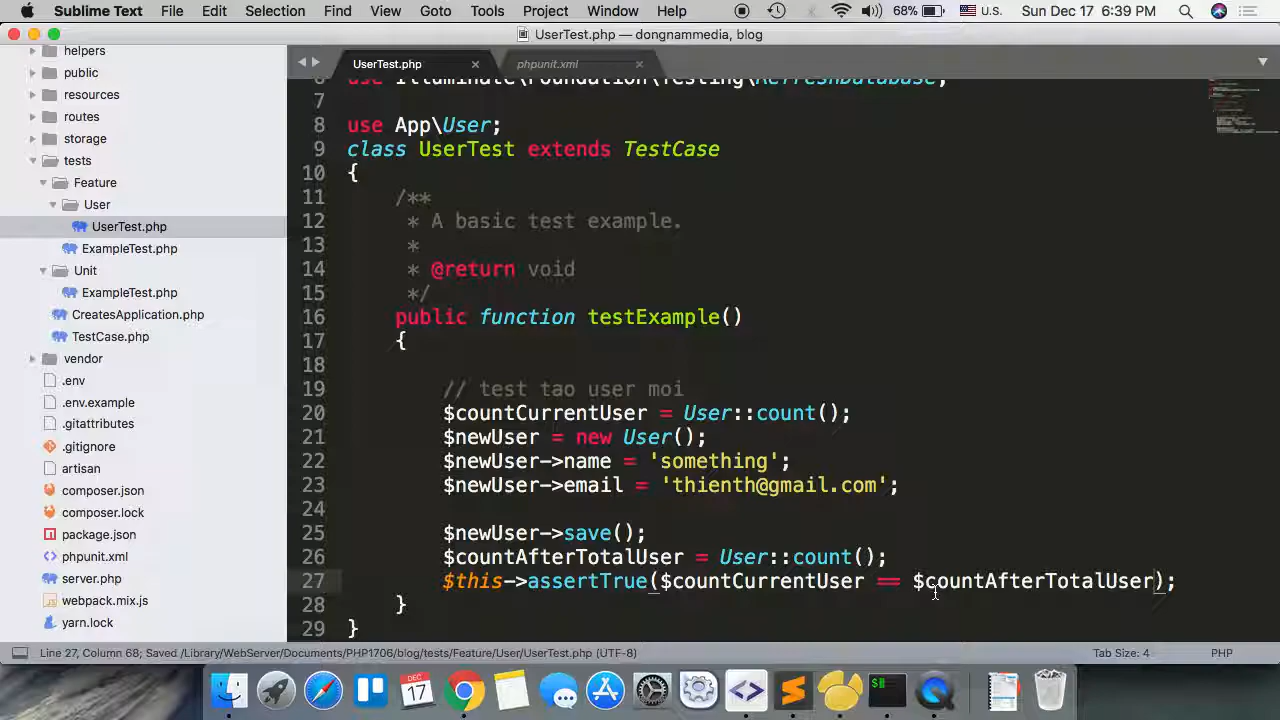 Sublime Text File Edit Selection Find View Goto Tools Project Window Help 68% U.S. Sun Dec 17 6:39 PM
UserTest.php — dongnammedia, blog
helpers
public
resources
routes
storage
tests
Feature
User
UserTest.php
ExampleTest.php
Unit
ExampleTest.php
CreatesApplication.php
TestCase.php
vendor
.env
.env.example
.gitattributes
.gitignore
artisan
composer.json
composer.lock
package.json
phpunit.xml
server.php
webpack.mix.js
yarn.lock
UserTest.php phpunit.xml
6 use Illuminate\Foundation\Testing\RefreshDatabase;
7
8 use App\User;
9 class UserTest extends TestCase
10 {
11 /**
12 * A basic test example.
13 *
14 * @return void
15 */
16 public function testExample()
17 {
18
19 // test tao user moi
20 $countCurrentUser = User::count();
21 $newUser = new User();
22 $newUser->name = 'something';
23 $newUser->email = 'thienth@gmail.com';
24
25 $newUser->save();
26 $countAfterTotalUser = User::count();
27 $this->assertTrue($countCurrentUser == $countAfterTotalUser);
28 }
29 }
Line 27, Column 68; Saved /Library/WebServer/Documents/PHP1706/blog/tests/Feature/User/UserTest.php (UTF-8) Tab Size: 4 PHP
DEC
17